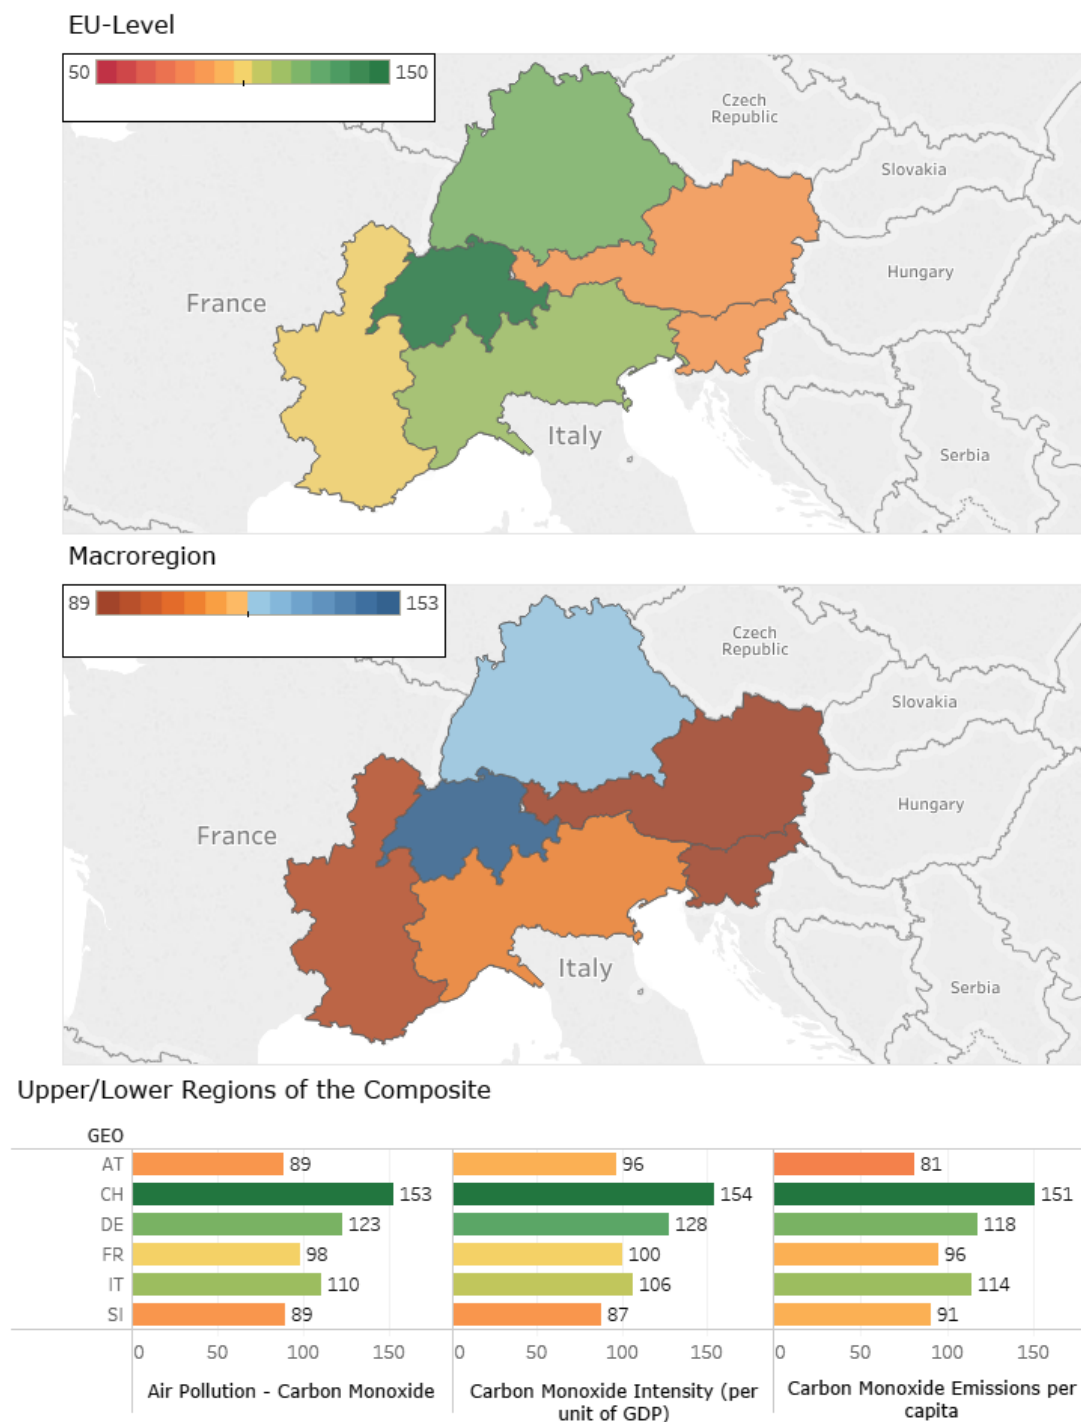 EU-Level
50 150
Czech
Republic
Slovakia
Hungary
France
Italy
Serbia
Macroregion
89 153
Czech
Republic
Slovakia
Hungary
France
Italy
Serbia
Upper/Lower Regions of the Composite
GEO
AT 89 96 81
CH 153 154 151
DE 123 128 118
FR 98 100 96
IT 110 106 114
SI 89 87 91
0 50 100 150 0 50 100 150 0 50 100 150
Air Pollution - Carbon Monoxide
Carbon Monoxide Intensity (per
unit of GDP)
Carbon Monoxide Emissions per
capita